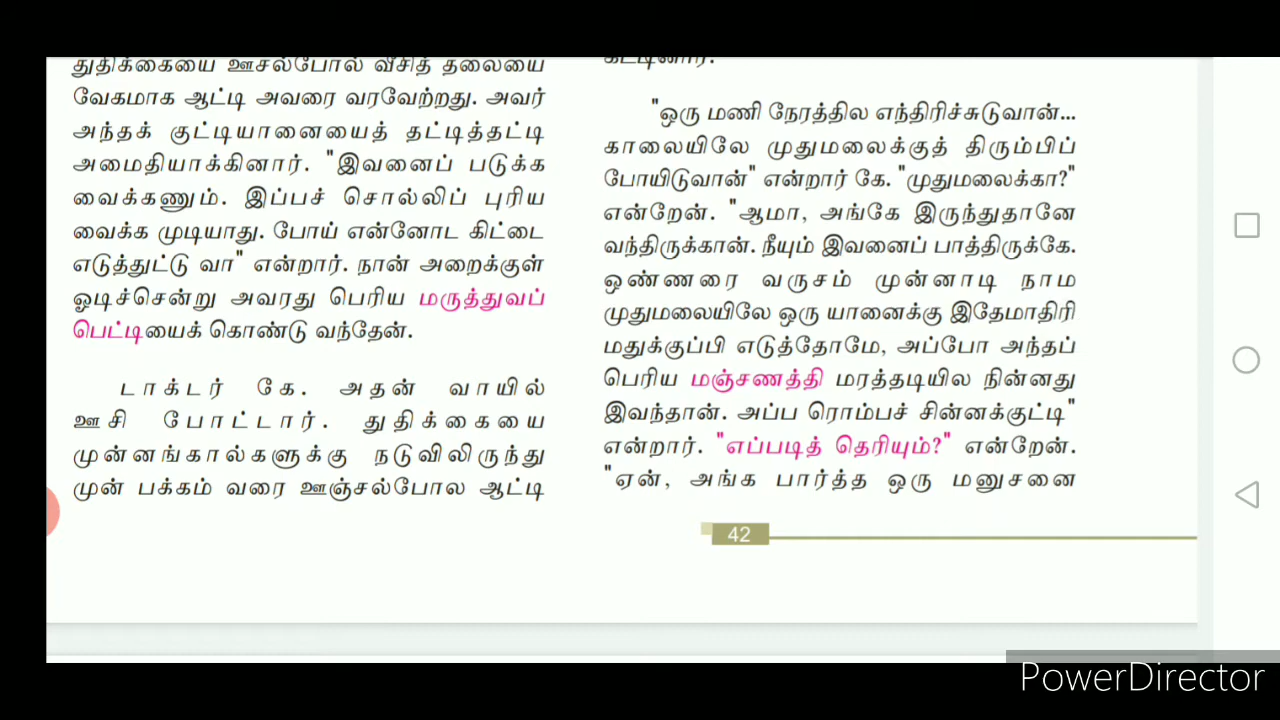 துதிக்கையை ஊசல்போல் வீசித் தலையை
வேகமாக ஆட்டி அவரை வரவேற்றது. அவர்
அந்தக் குட்டியானையைத் தட்டித்தட்டி
அமைதியாக்கினார். "இவனைப் படுக்க
வைக்கணும். இப்பச் சொல்லிப் புரிய
வைக்க முடியாது. போய் என்னோட கிட்டை
எடுத்துட்டு வா" என்றார். நான் அறைக்குள்
ஓடிச்சென்று அவரது பெரிய மருத்துவப்
பெட்டியைக் கொண்டு வந்தேன்.
டாக்டர் கே. அதன் வாயில்
ஊசி போட்டார். துதிக்கையை
முன்னங்கால்களுக்கு நடுவிலிருந்து
முன் பக்கம் வரை ஊஞ்சல்போல ஆட்டி
கட்டினார்.
"ஒரு மணி நேரத்தில எந்திரிச்சுடுவான்...
காலையிலே முதுமலைக்குத் திரும்பிப்
போயிடுவான்" என்றார் கே. "முதுமலைக்கா?"
என்றேன். "ஆமா, அங்கே இருந்துதானே
வந்திருக்கான். நீயும் இவனைப் பாத்திருக்கே.
ஒண்ணரை வருசம் முன்னாடி நாம
முதுமலையிலே ஒரு யானைக்கு இதேமாதிரி
மதுக்குப்பி எடுத்தோமே, அப்போ அந்தப்
பெரிய மஞ்சணத்தி மரத்தடியில நின்னது
இவந்தான். அப்ப ரொம்பச் சின்னக்குட்டி"
என்றார். "எப்படித் தெரியும்?" என்றேன்.
"ஏன், அங்க பார்த்த ஒரு மனுசனை
42
PowerDirector